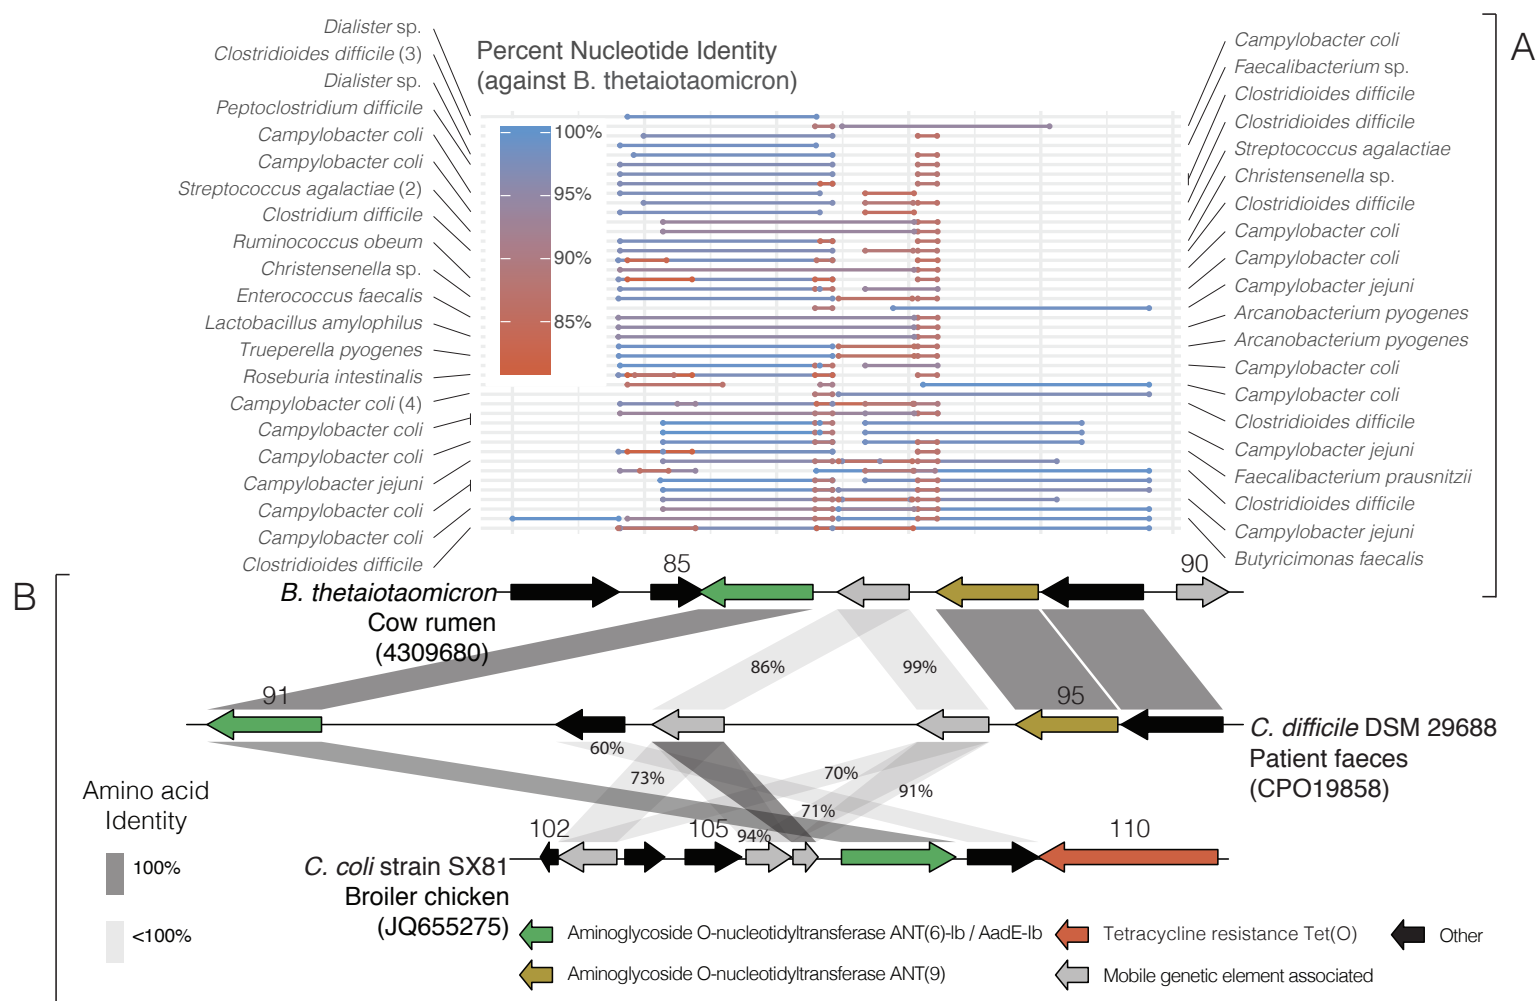 A
Dialister sp.
Clostridioides difficile (3)
Dialister sp.
Peptoclostridium difficile
Campylobacter coli
Campylobacter coli
Streptococcus agalactiae (2)
Clostridium difficile
Ruminococcus obeum
Christensenella sp.
Enterococcus faecalis
Lactobacillus amylophilus
Trueperella pyogenes
Roseburia intestinalis
Campylobacter coli (4)
Campylobacter coli
Campylobacter coli
Campylobacter jejuni
Campylobacter coli
Campylobacter coli
Clostridioides difficile
Percent Nucleotide Identity
(against B. thetaiotaomicron)
100%
95%
90%
85%
Campylobacter coli
Faecalibacterium sp.
Clostridioides difficile
Clostridioides difficile
Streptococcus agalactiae
Christensenella sp.
Clostridioides difficile
Campylobacter coli
Campylobacter coli
Campylobacter jejuni
Arcanobacterium pyogenes
Arcanobacterium pyogenes
Campylobacter coli
Campylobacter coli
Clostridioides difficile
Campylobacter jejuni
Faecalibacterium prausnitzii
Clostridioides difficile
Campylobacter jejuni
Butyricimonas faecalis
B
85
90
B. thetaiotaomicron
Cow rumen
(4309680)
86%
99%
91
95
C. difficile DSM 29688
Patient faeces
(CPO19858)
60%
73%
70%
91%
71%
94%
Amino acid
Identity
100%
<100%
102
105
110
C. coli strain SX81
Broiler chicken
(JQ655275)
Aminoglycoside O-nucleotidyltransferase ANT(6)-Ib / AadE-Ib
Tetracycline resistance Tet(O)
Other
Aminoglycoside O-nucleotidyltransferase ANT(9)
Mobile genetic element associated